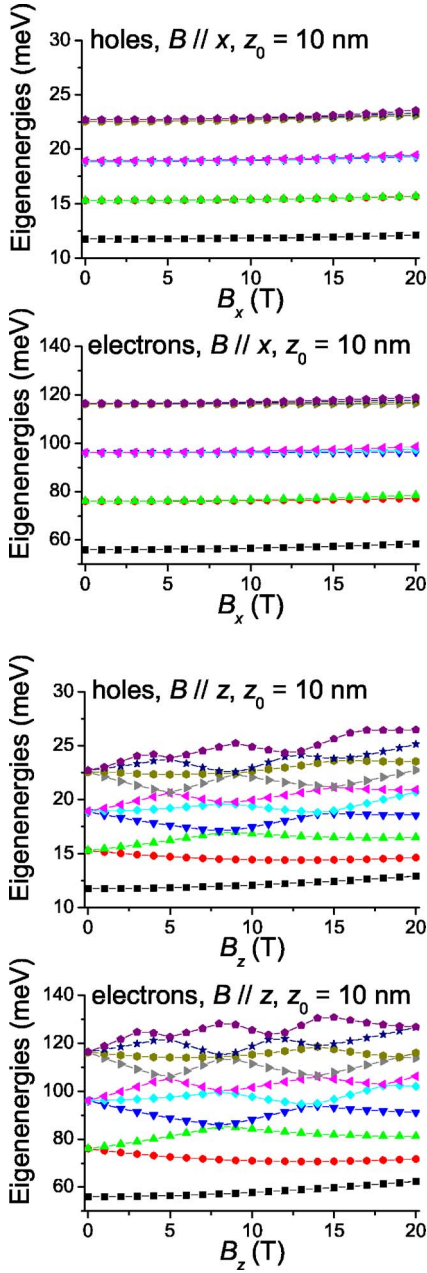 holes, B // x, z0 = 10 nm
Eigenenergies (meV)
30
25
20
15
10
0 5 10 15 20
Bx (T)
electrons, B // x, z0 = 10 nm
Eigenenergies (meV)
140
120
100
80
60
0 5 10 15 20
Bx (T)
holes, B // z, z0 = 10 nm
Eigenenergies (meV)
30
25
20
15
10
0 5 10 15 20
Bz (T)
electrons, B // z, z0 = 10 nm
Eigenenergies (meV)
140
120
100
80
60
0 5 10 15 20
Bz (T)